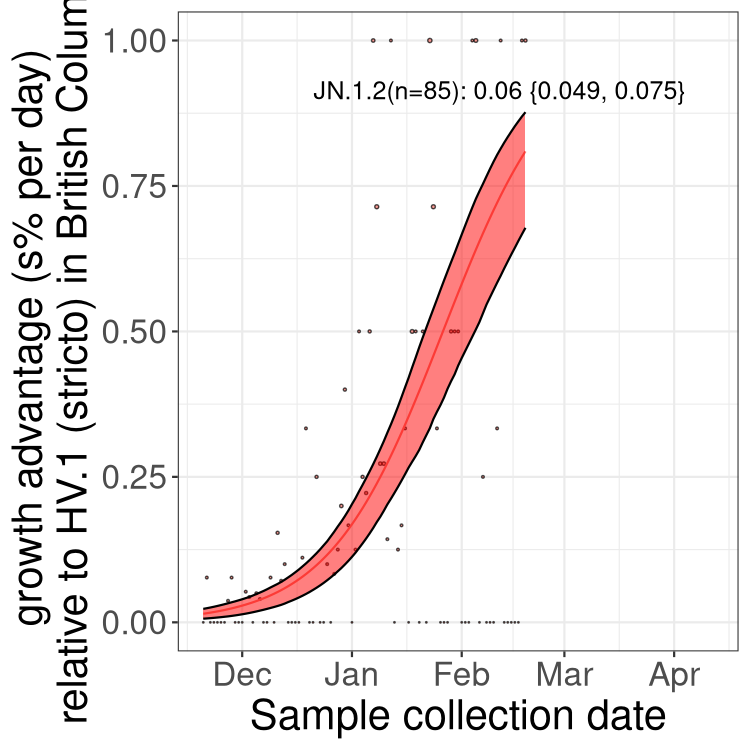 growth advantage (s% per day)
relative to HV.1 (stricto) in British Colum
1.00
0.75
0.50
0.25
0.00
JN.1.2(n=85): 0.06 {0.049, 0.075}
Dec Jan Feb Mar Apr
Sample collection date